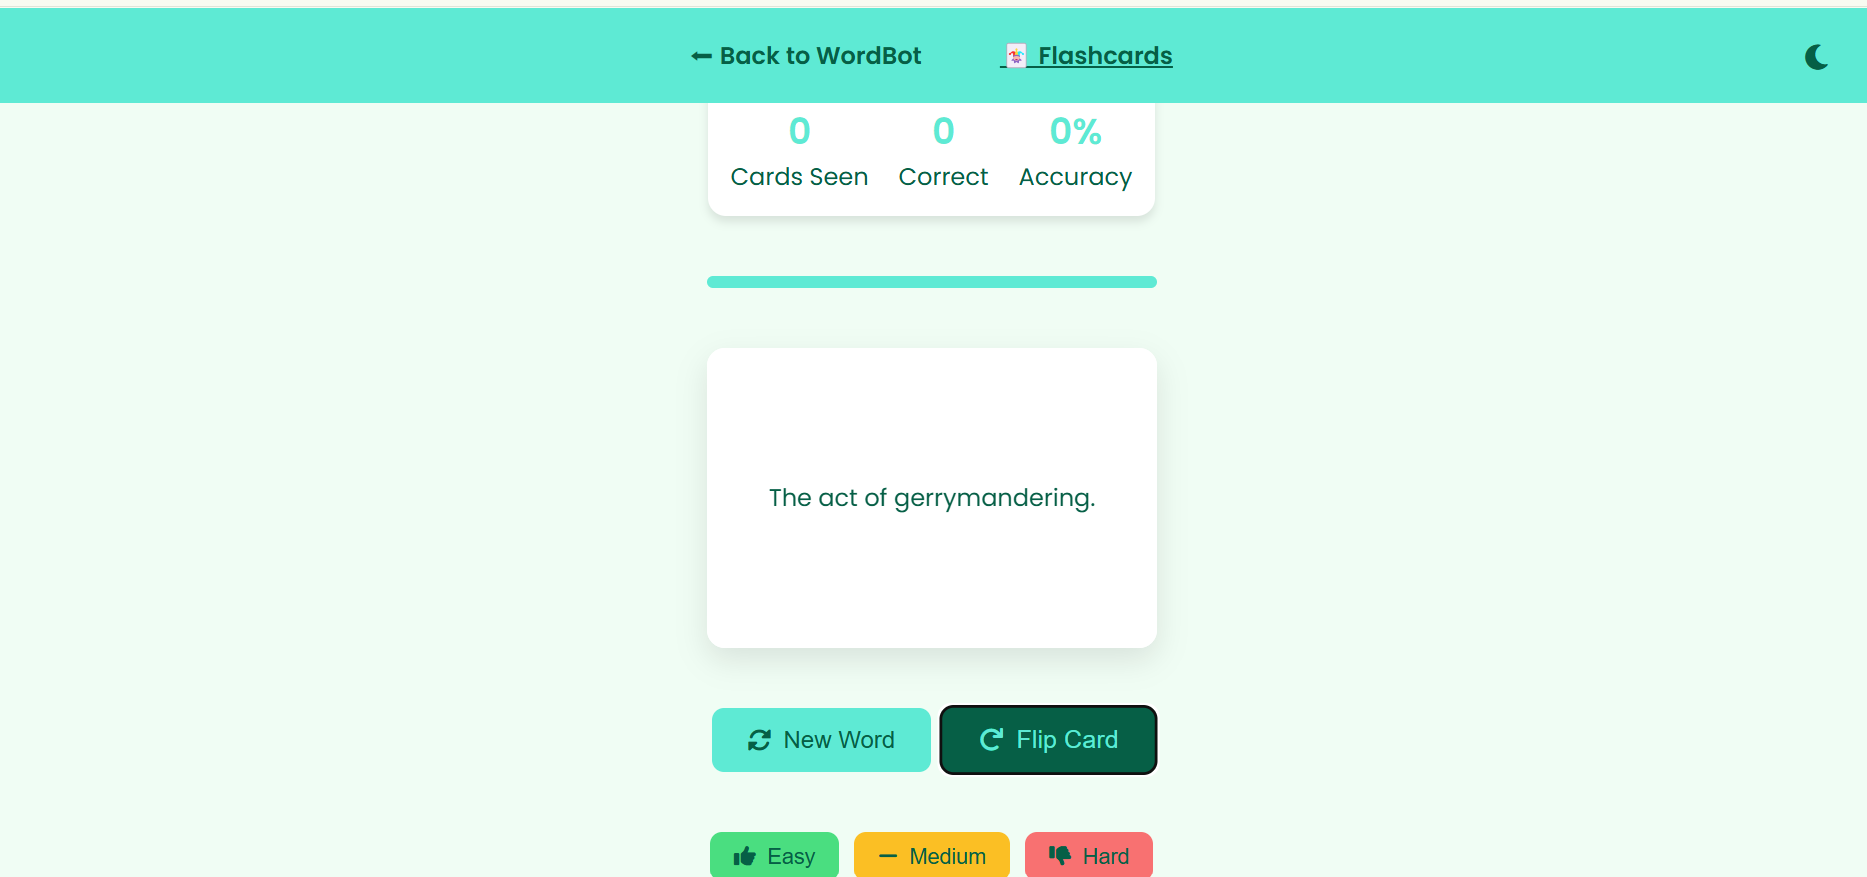 Back to WordBot
Flashcards
0 0 0%
Cards Seen Correct Accuracy
The act of gerrymandering.
New Word Flip Card
Easy Medium Hard